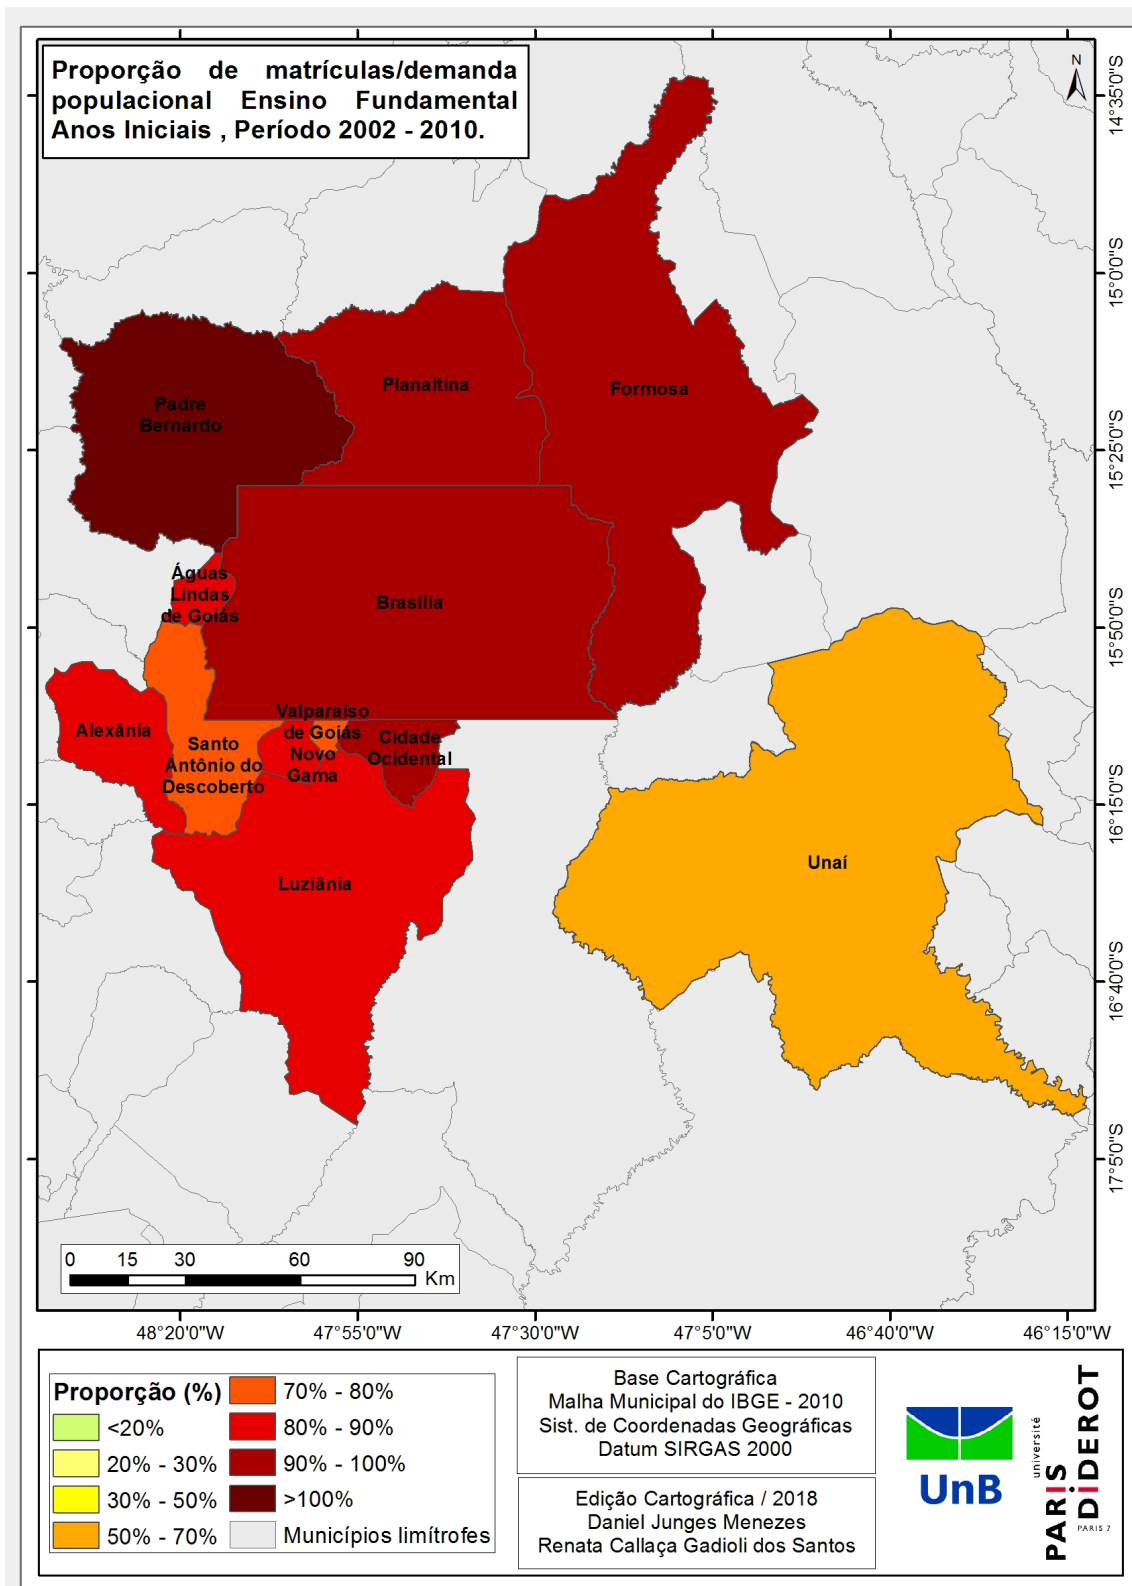 Proporção de matrículas/demanda
populacional Ensino Fundamental
Anos Iniciais , Período 2002 - 2010.
N
14°35'0"S
15°0'0"S
15°25'0"S
15°50'0"S
16°15'0"S
16°40'0"S
17°5'0"S
Padre
Bernardo
Planaltina
Formosa
Águas
Lindas
de Goiás
Brasília
Alexânia
Santo
Antônio do
Descoberto
Valparaíso
de Goiás
Novo
Gama
Cidade
Ocidental
Luziânia
Unaí
0 15 30 60 90
Km
48°20'0"W 47°55'0"W 47°30'0"W 47°5'0"W 46°40'0"W 46°15'0"W
Proporção (%)
<20%
20% - 30%
30% - 50%
50% - 70%
70% - 80%
80% - 90%
90% - 100%
>100%
Municípios limítrofes
Base Cartográfica
Malha Municipal do IBGE - 2010
Sist. de Coordenadas Geográficas
Datum SIRGAS 2000
Edição Cartográfica / 2018
Daniel Junges Menezes
Renata Callaça Gadioli dos Santos
UnB
université
PARIS
DiDEROT
PARIS 7